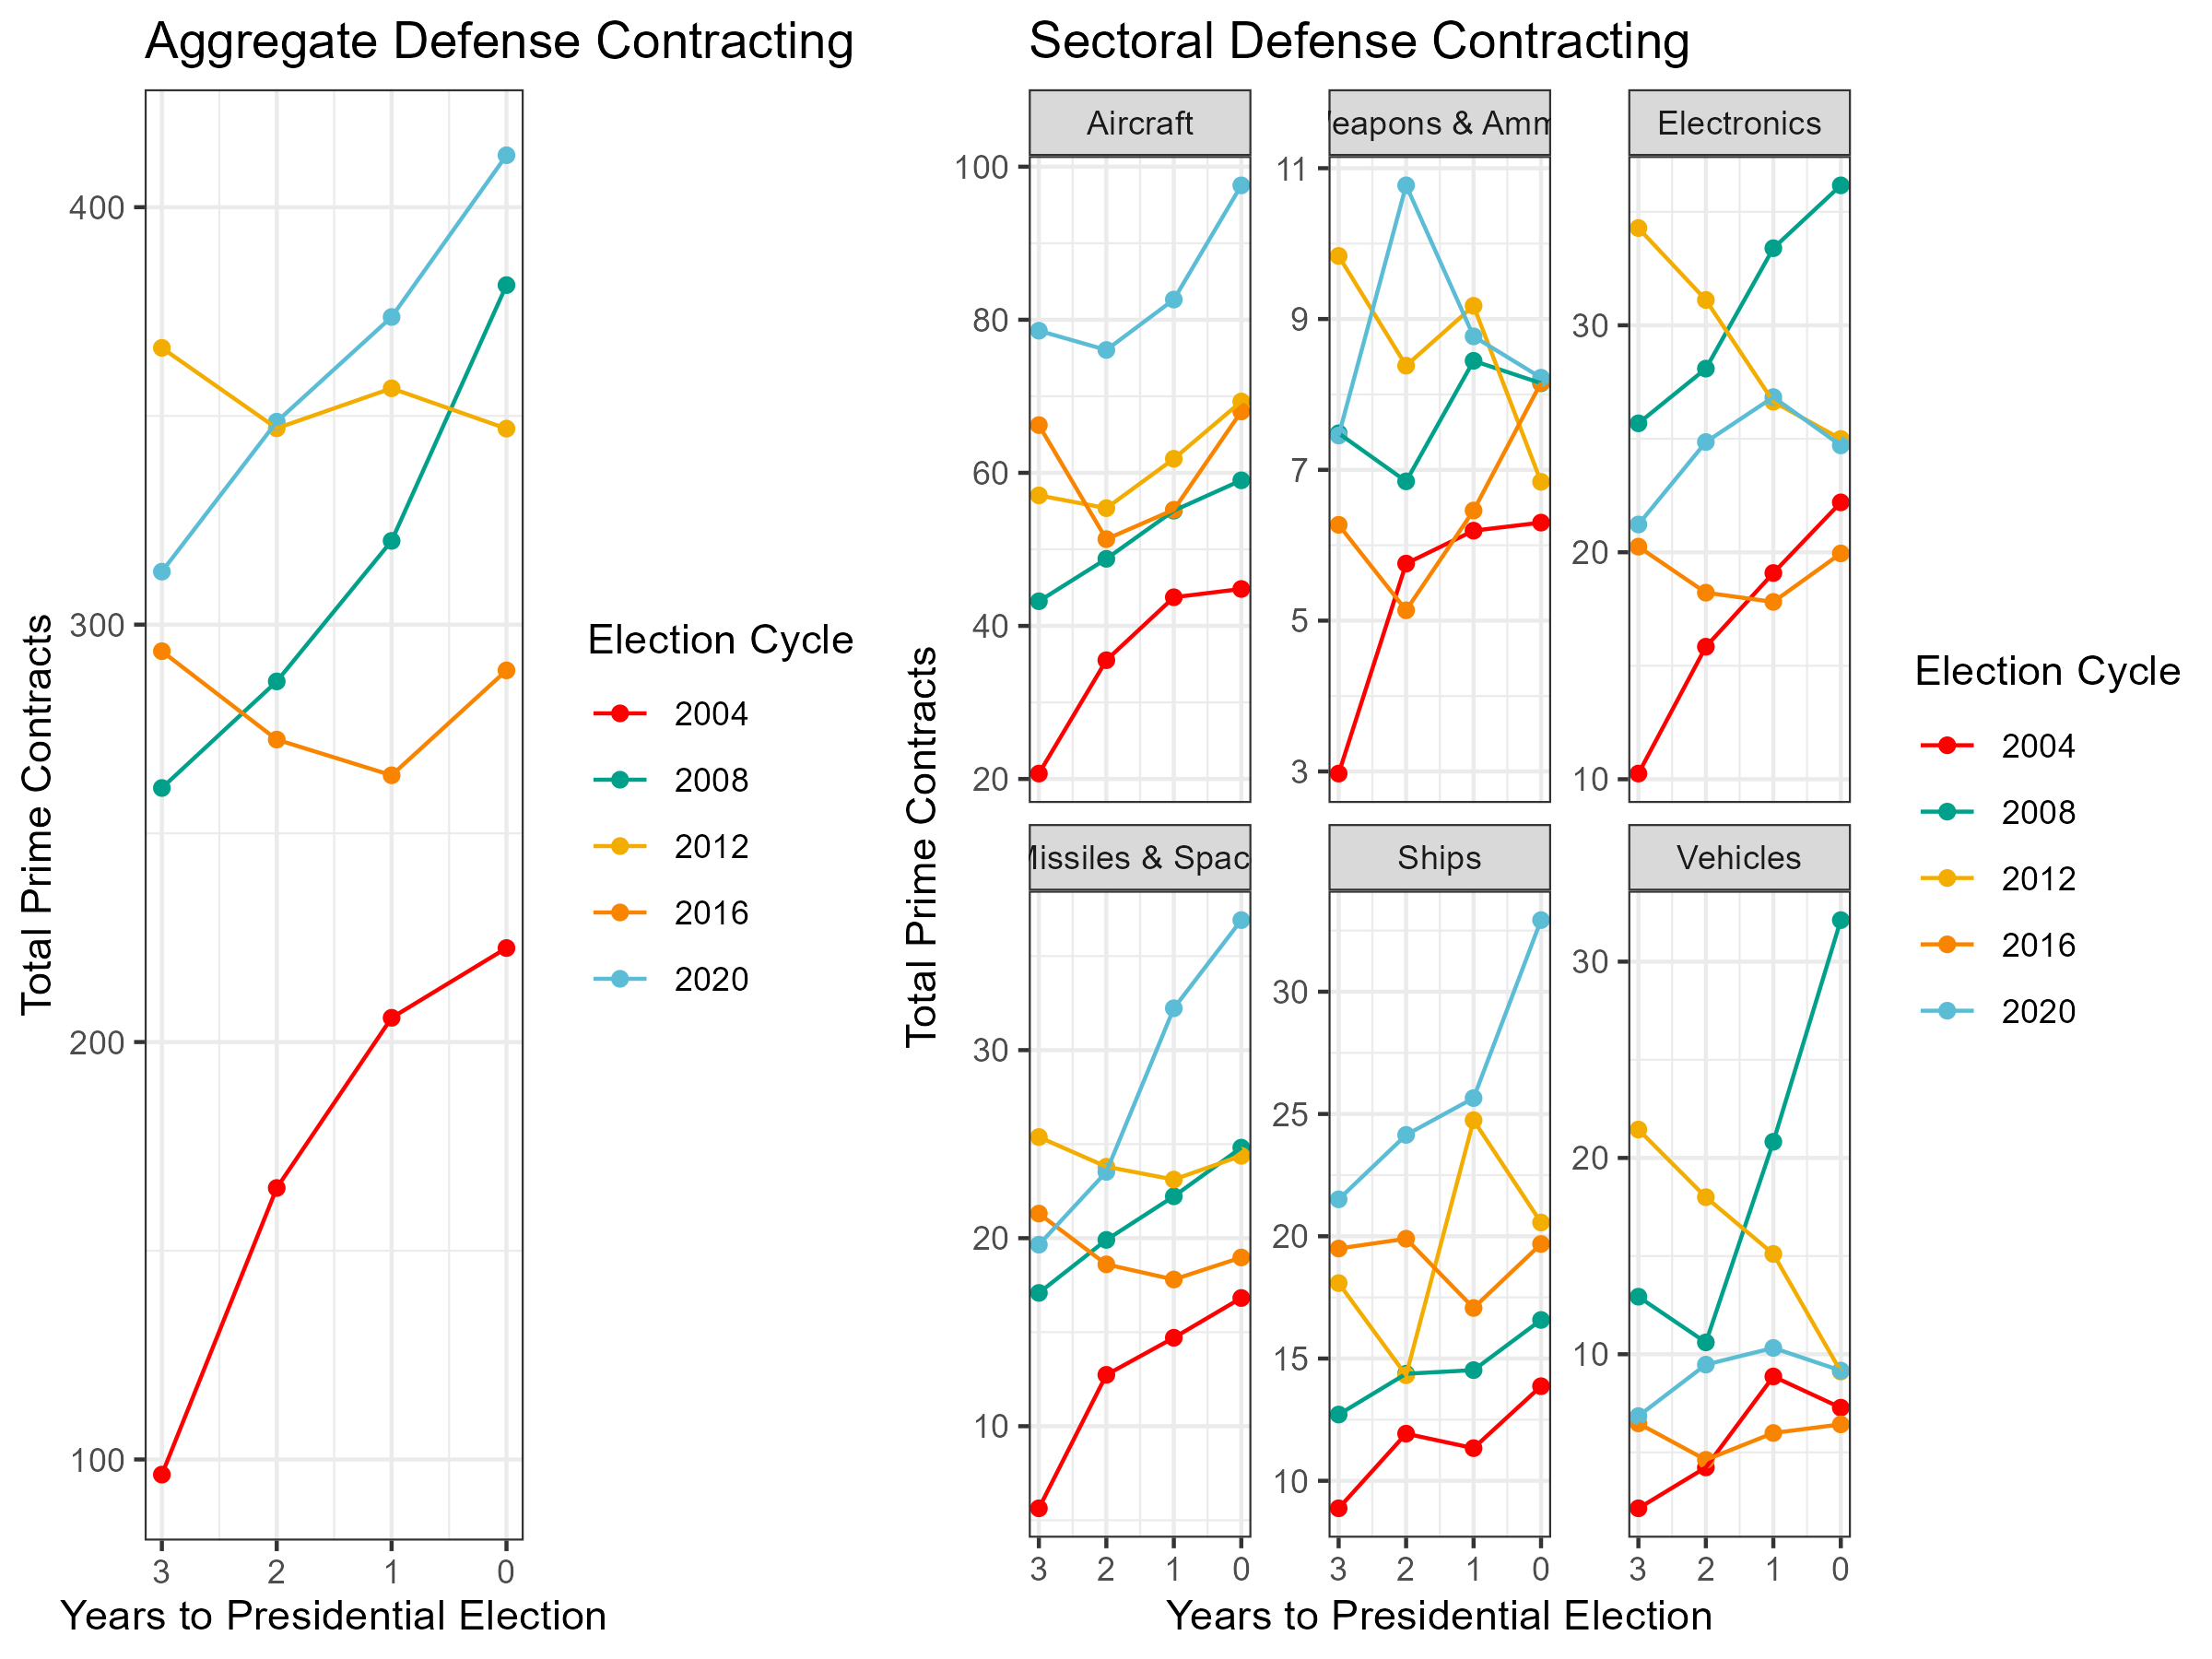 Aggregate Defense Contracting
Total Prime Contracts
400
300
200
100
3 2 1 0
Years to Presidential Election
Election Cycle
2004
2008
2012
2016
2020
Sectoral Defense Contracting
Total Prime Contracts
Aircraft
100
80
60
40
20
eapons & Amm
11
9
7
5
3
Electronics
30
20
10
Missiles & Spac
30
20
10
3 2 1 0
Ships
30
25
20
15
10
3 2 1 0
Vehicles
30
20
10
3 2 1 0
Years to Presidential Election
Election Cycle
2004
2008
2012
2016
2020